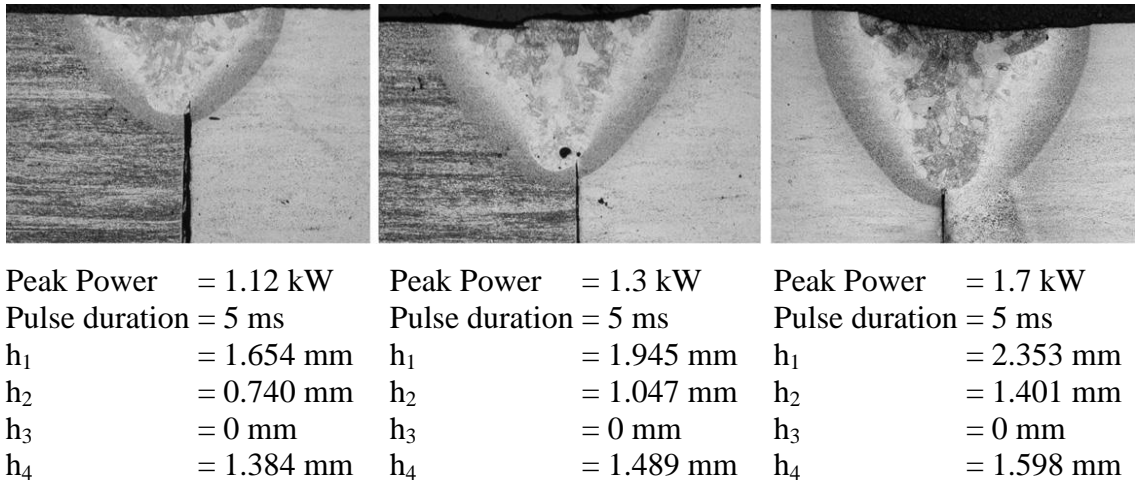 Peak Power = 1.12 kW Peak Power = 1.3 kW Peak Power = 1.7 kW
Pulse duration = 5 ms Pulse duration = 5 ms Pulse duration = 5 ms
h₁ = 1.654 mm h₁ = 1.945 mm h₁ = 2.353 mm
h₂ = 0.740 mm h₂ = 1.047 mm h₂ = 1.401 mm
h₃ = 0 mm h₃ = 0 mm h₃ = 0 mm
h₄ = 1.384 mm h₄ = 1.489 mm h₄ = 1.598 mm